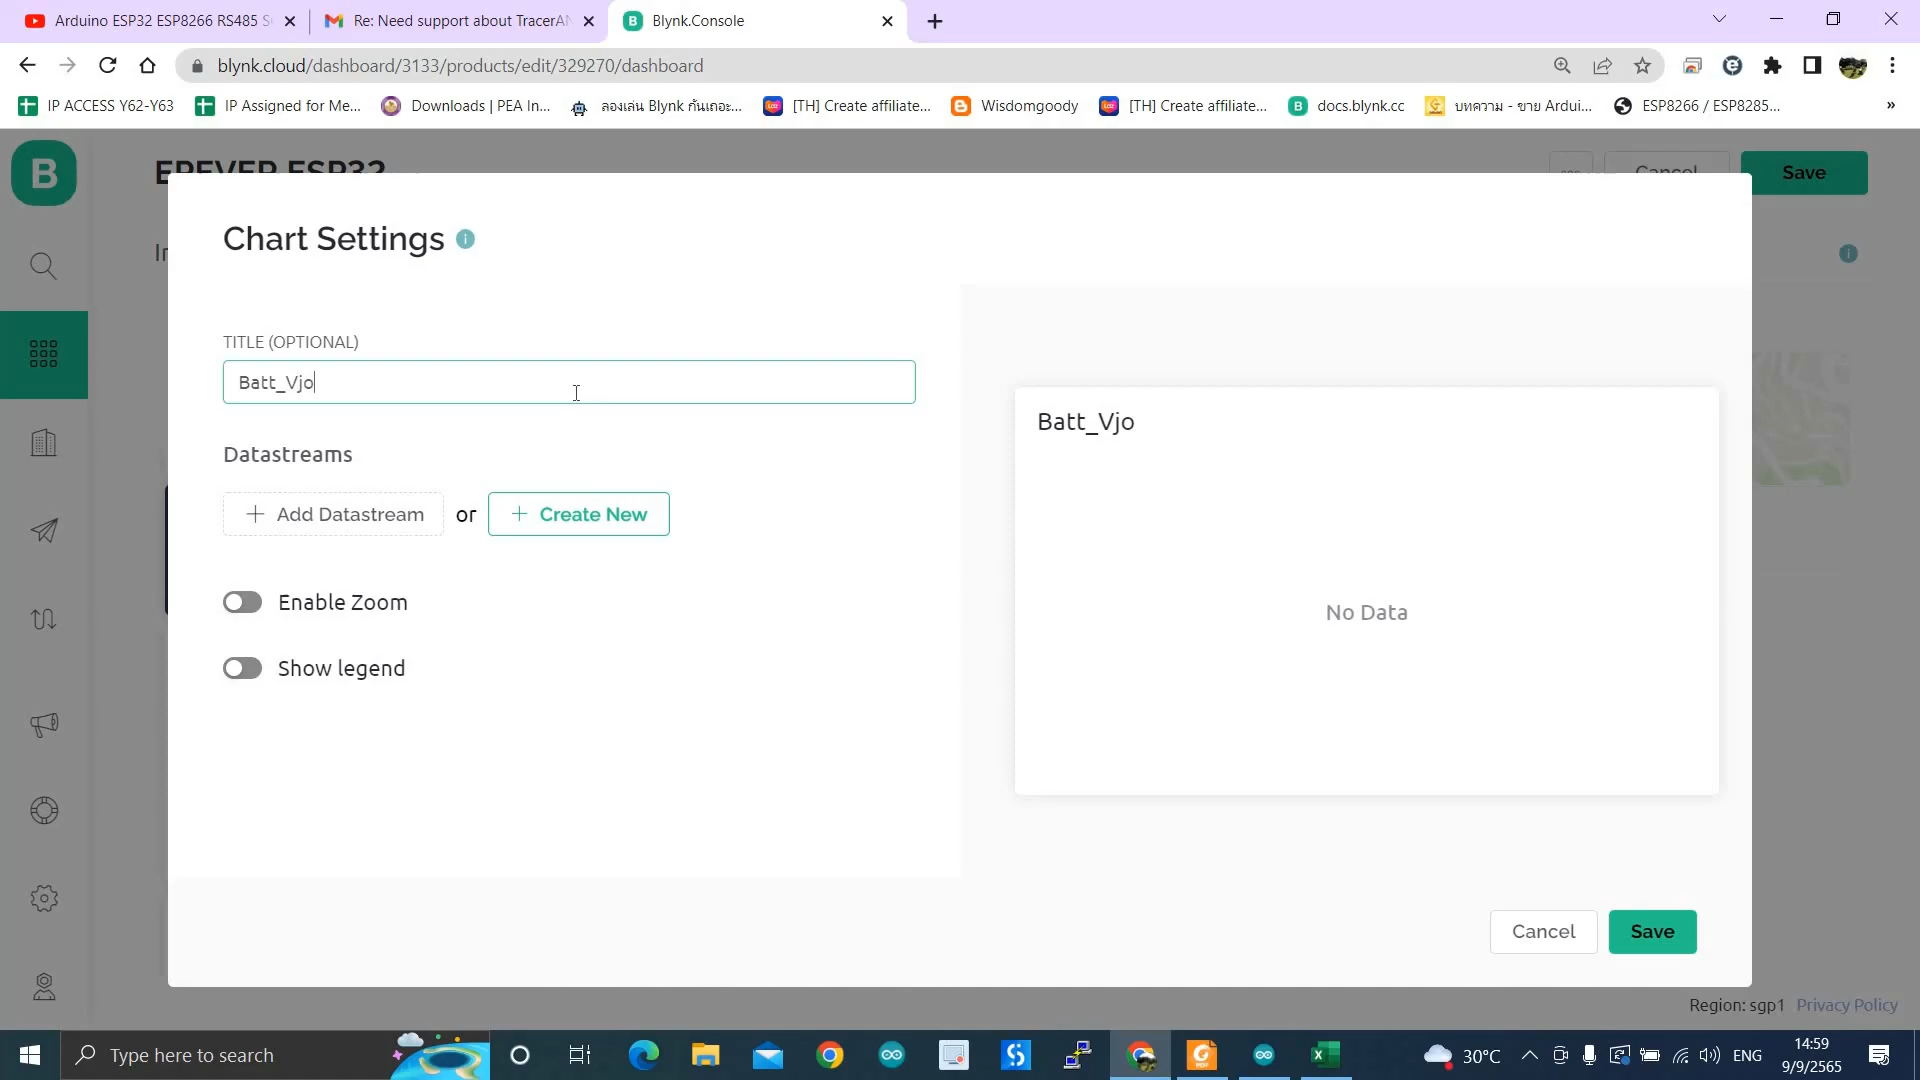 Arduino ESP32 ESP8266 RS485 S
Re: Need support about TracerAN
B Blynk.Console
blynk.cloud/dashboard/3133/products/edit/329270/dashboard
IP ACCESS Y62-Y63
IP Assigned for Me...
Downloads | PEA In...
ลองเล่น Blynk กันเถอะ...
[TH] Create affiliate...
Wisdomgoody
[TH] Create affiliate...
docs.blynk.cc
บทความ - ขาย Ardui...
ESP8266 / ESP8285...
»
B
EPEVER ESP32
Cancel
Save
Chart Settings
TITLE (OPTIONAL)
Batt_Vjo
Datastreams
+ Add Datastream or + Create New
Enable Zoom
Show legend
Batt_Vjo
No Data
Cancel
Save
Region: sgp1 Privacy Policy
Type here to search
30°C
ENG
14:59
9/9/2565